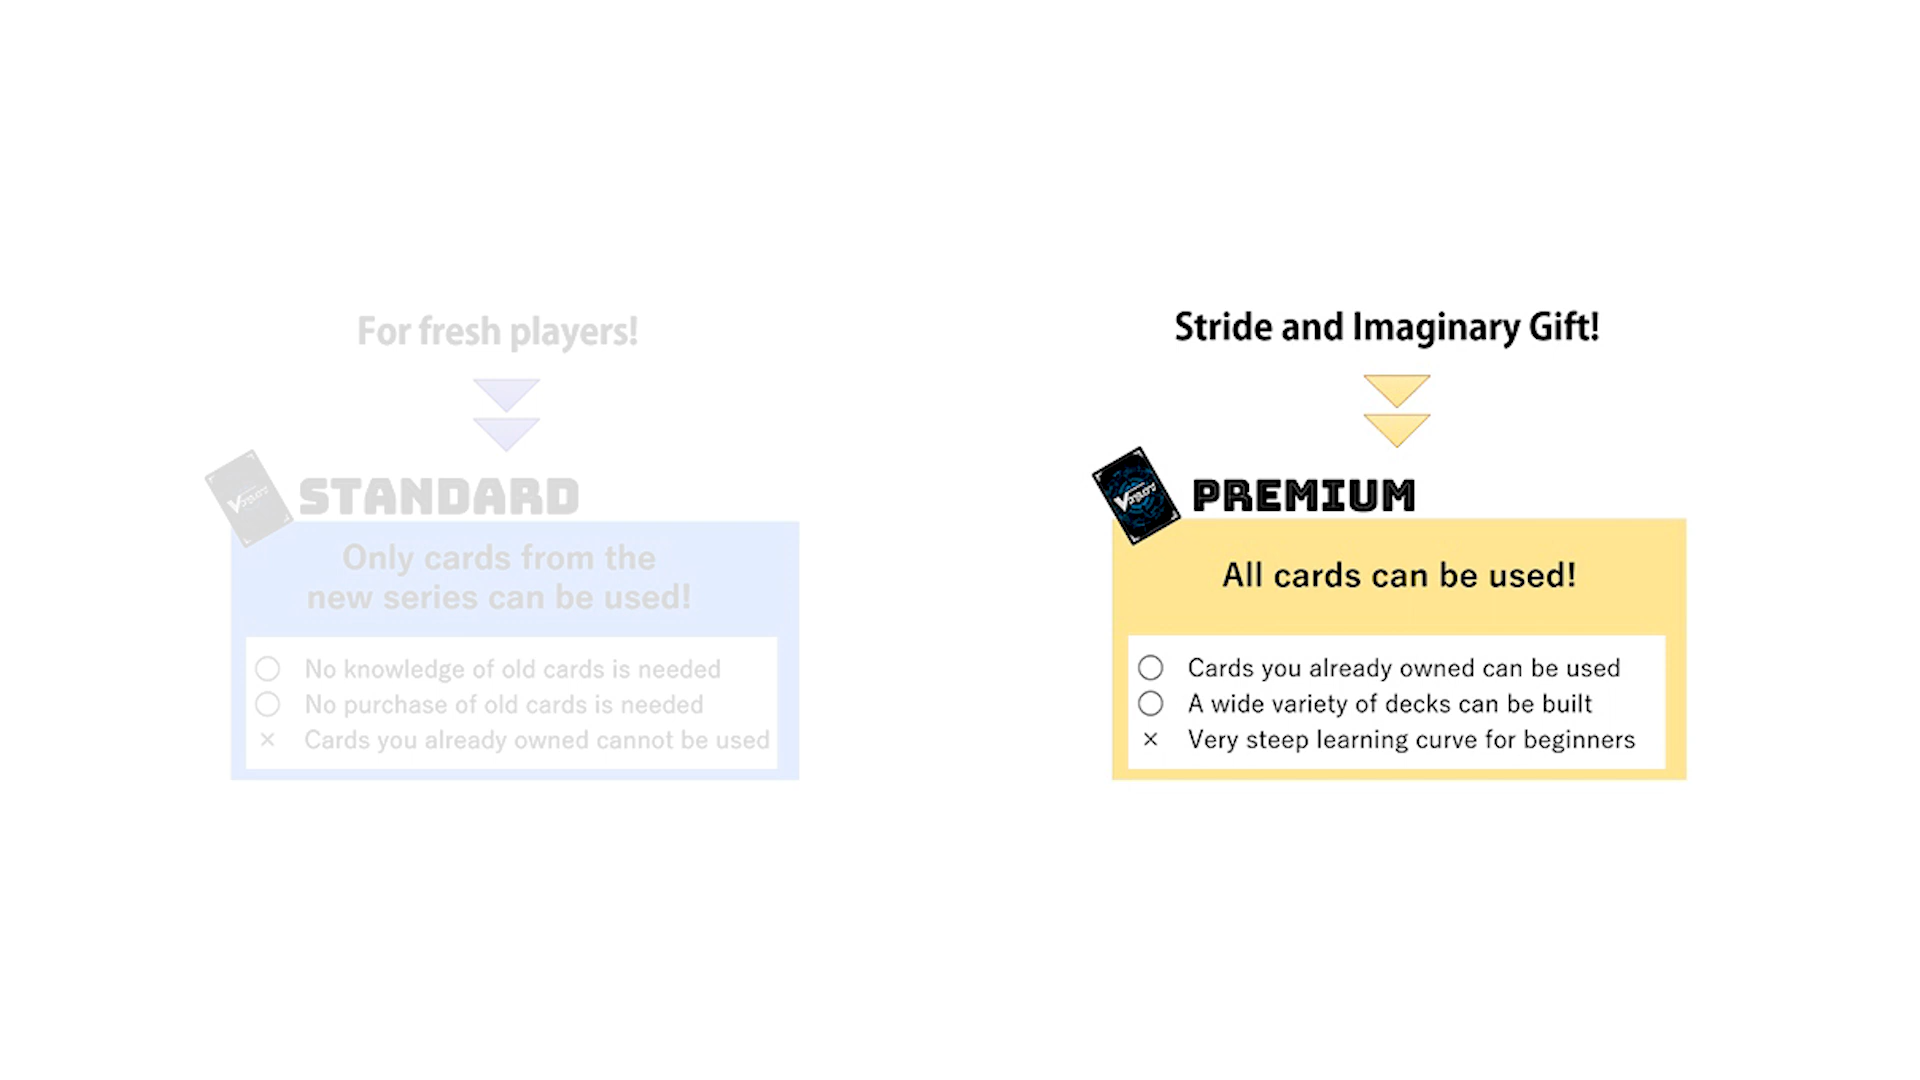 For fresh players!
STANDARD
Only cards from the
new series can be used!
○ No knowledge of old cards is needed
○ No purchase of old cards is needed
× Cards you already owned cannot be used
Stride and Imaginary Gift!
PREMIUM
All cards can be used!
○ Cards you already owned can be used
○ A wide variety of decks can be built
× Very steep learning curve for beginners